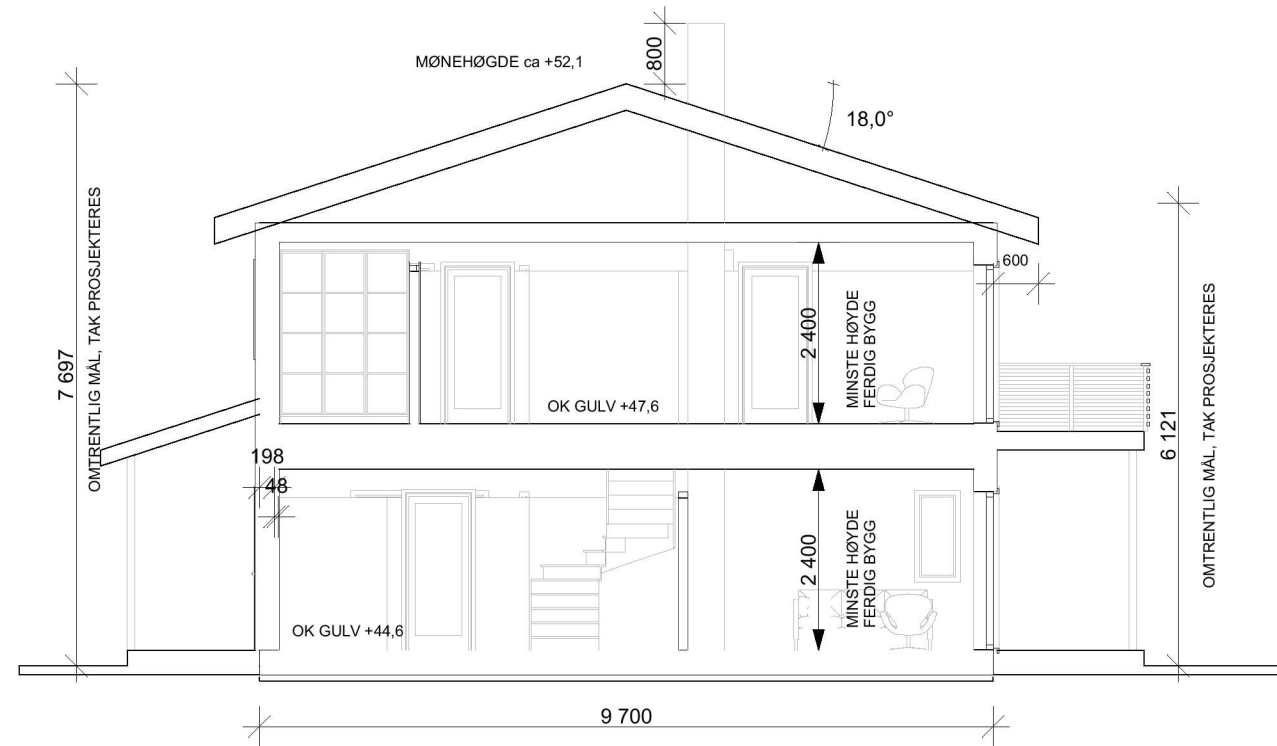 MØNEHØGDE ca +52,1
800
18,0°
7 697
OMTRENTLIG MÅL, TAK PROSJEKTERES
600
2 400
MINSTE HØYDE
FERDIG BYGG
OK GULV +47,6
6 121
OMTRENTLIG MÅL, TAK PROSJEKTERES
198
48
2 400
MINSTE HØYDE
FERDIG BYGG
OK GULV +44,6
9 700